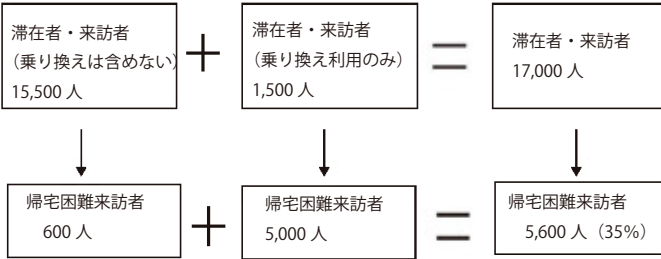 滞在者・来訪者
（乗り換えは含めない）
15,500 人
＋
滞在者・来訪者
（乗り換え利用のみ）
1,500 人
＝
滞在者・来訪者
17,000 人
帰宅困難来訪者
600 人
＋
帰宅困難来訪者
5,000 人
＝
帰宅困難来訪者
5,600 人（35%）